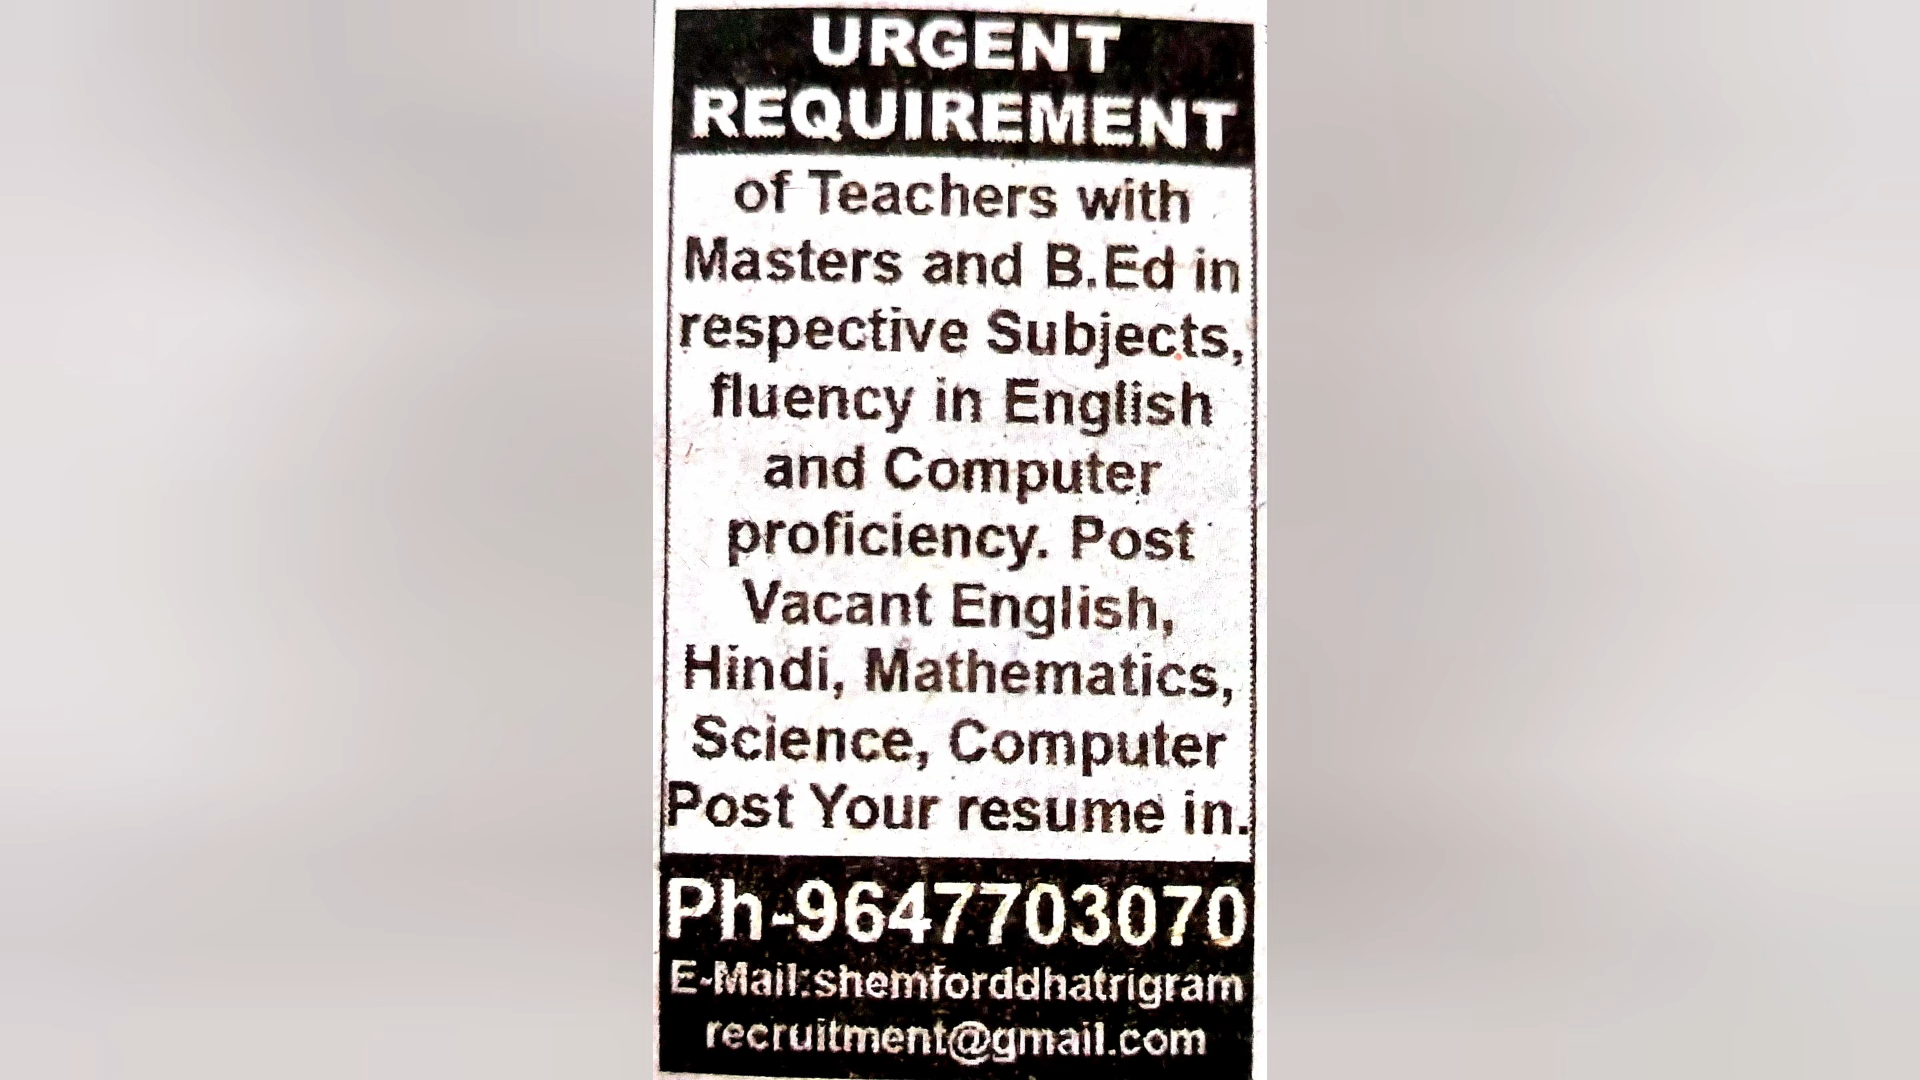 URGENT
REQUIREMENT
of Teachers with
Masters and B.Ed in
respective Subjects,
fluency in English
and Computer
proficiency. Post
Vacant English,
Hindi, Mathematics,
Science, Computer
Post Your resume in.
Ph-9647703070
E-Mail:shemforddhatrigram
recruitment@gmail.com